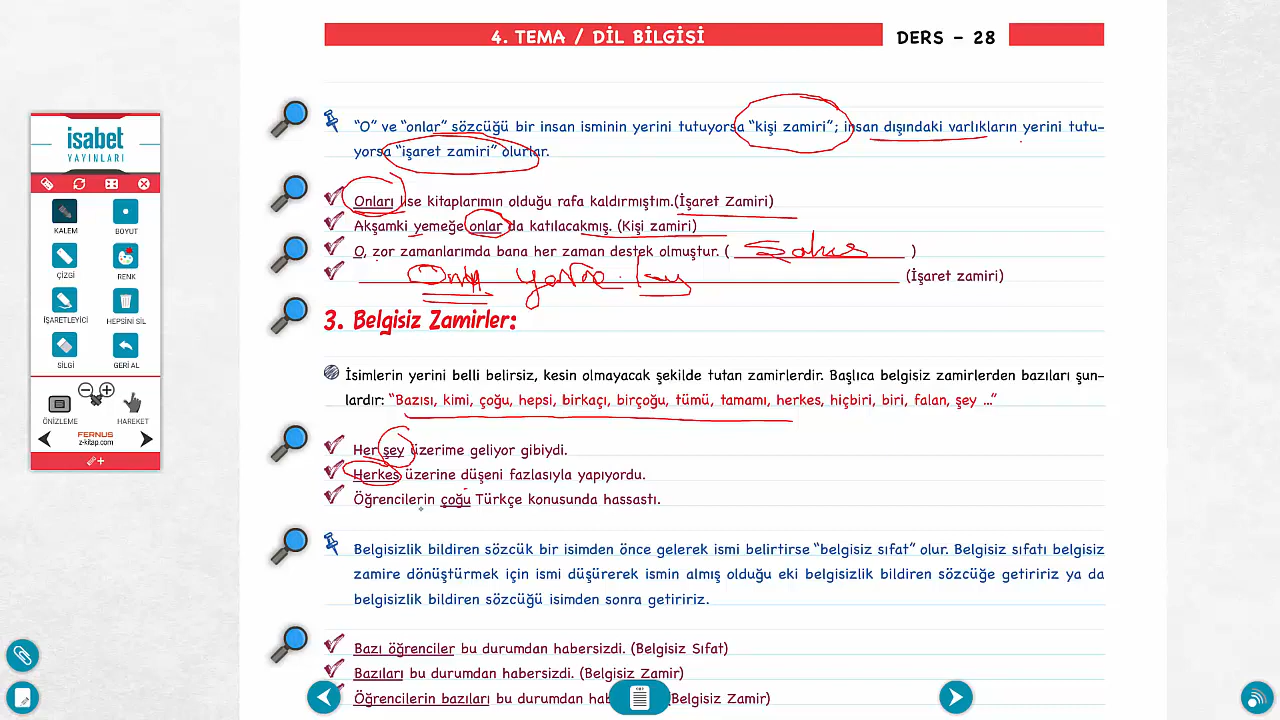 4. TEMA / DİL BİLGİSİ
DERS – 28
isabet
YAYINLARI
KALEM
BOYUT
ÇİZGİ
RENK
İŞARETLEYİCİ
HEPSİNİ SİL
SİLGİ
GERİ AL
ÖNİZLEME
HAREKET
FERNUS
z-kitap.com
"O" ve "onlar" sözcüğü bir insan isminin yerini tutuyorsa "kişi zamiri"; insan dışındaki varlıkların yerini tutu-
yorsa "işaret zamiri" olurlar.
Onları ise kitaplarımın olduğu rafa kaldırmıştım.(İşaret Zamiri)
Akşamki yemeğe onlar da katılacakmış. (Kişi zamiri)
O, zor zamanlarımda bana her zaman destek olmuştur. ( )
(İşaret zamiri)
3. Belgisiz Zamirler:
İsimlerin yerini belli belirsiz, kesin olmayacak şekilde tutan zamirlerdir. Başlıca belgisiz zamirlerden bazıları şun-
lardır: "Bazısı, kimi, çoğu, hepsi, birkaçı, birçoğu, tümü, tamamı, herkes, hiçbiri, biri, falan, şey ..."
Her şey üzerime geliyor gibiydi.
Herkes üzerine düşeni fazlasıyla yapıyordu.
Öğrencilerin çoğu Türkçe konusunda hassastı.
Belgisizlik bildiren sözcük bir isimden önce gelerek ismi belirtirse "belgisiz sıfat" olur. Belgisiz sıfatı belgisiz
zamire dönüştürmek için ismi düşürerek ismin almış olduğu eki belgisizlik bildiren sözcüğe getiririz ya da
belgisizlik bildiren sözcüğü isimden sonra getiririz.
Bazı öğrenciler bu durumdan habersizdi. (Belgisiz Sıfat)
Bazıları bu durumdan habersizdi. (Belgisiz Zamir)
Öğrencilerin bazıları bu durumdan Belgisiz Zamir)